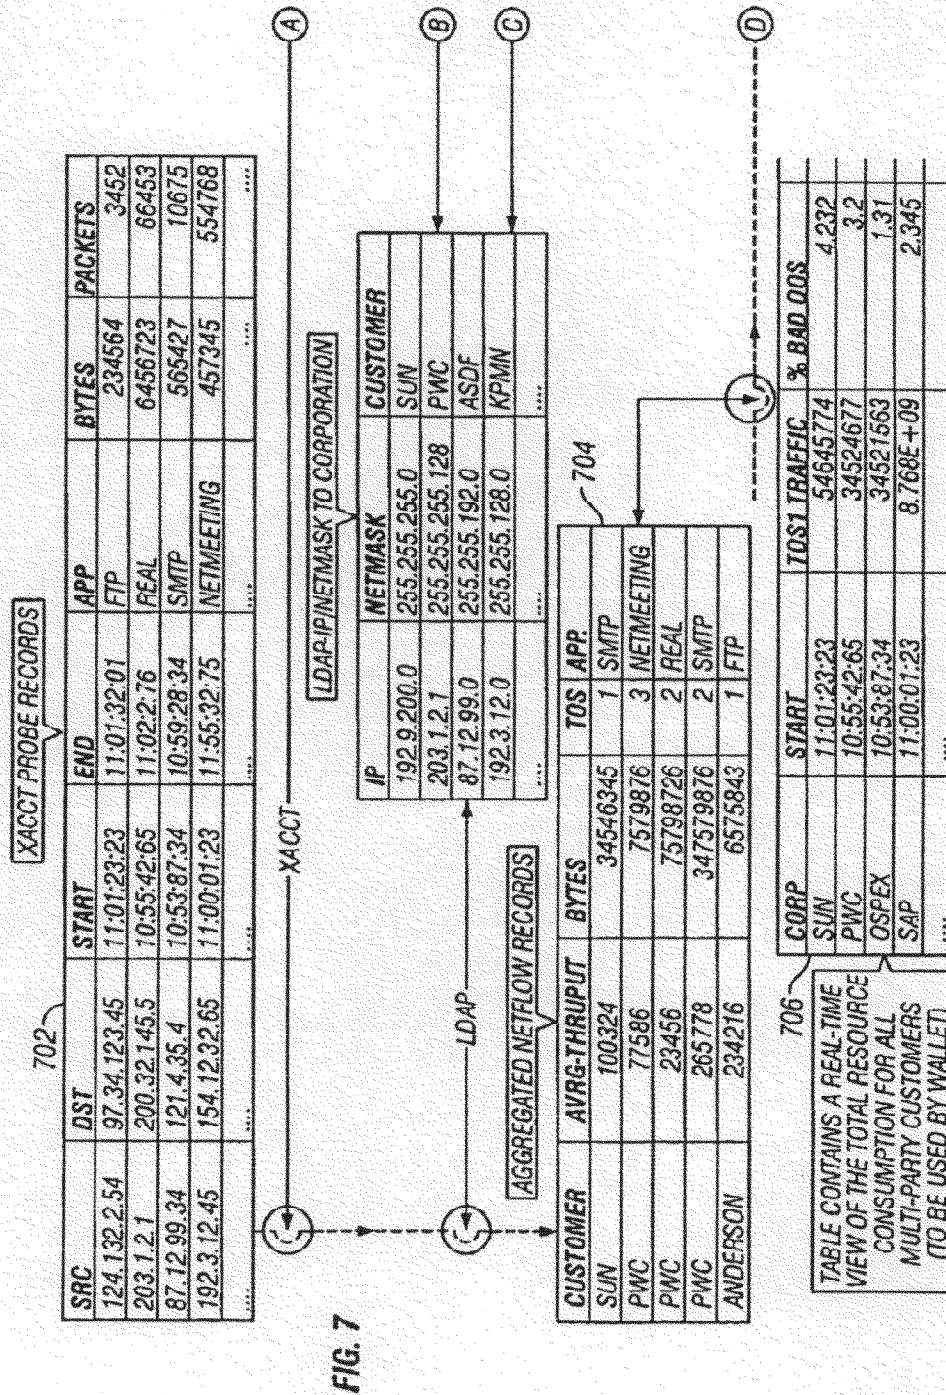 XACCT PROBE RECORDS
702
SRC DST START END APP BYTES PACKETS
124.132.2.54 97.34.123.45 11:01:23:23 11:01:32:01 FTP 234564 3452
203.1.2.1 200.32.145.5 10:55:42:65 11:02:2:76 REAL 6456723 66453
87.12.99.34 121.4.35.4 10:53:87:34 10:59:28:34 SMTP 565427 10675
192.3.12.45 154.12.32.65 11:00:01:23 11:55:32:75 NETMEETING 457345 554768
.... .... .... .... .... .... ....
XACCT
A
LDAP-IP/NETMASK TO CORPORATION
IP NETMASK CUSTOMER
192.9.200.0 255.255.255.0 SUN
203.1.2.1 255.255.255.128 PWC
87.12.99.0 255.255.192.0 ASDF
192.3.12.0 255.255.128.0 KPMN
.... .... ....
B
C
LDAP
FIG. 7
AGGREGATED NETFLOW RECORDS
704
CUSTOMER AVRG-THRUPUT BYTES TOS APP.
SUN 100324 34546345 1 SMTP
PWC 77586 7579876 3 NETMEETING
PWC 23456 75798726 2 REAL
PWC 265778 347579876 2 SMTP
ANDERSON 234216 6575843 1 FTP
D
706
CORP START TOS1 TRAFFIC % BAD QOS
SUN 11:01:23:23 54645774 4.232
PWC 10:55:42:65 34524677 3.2
OSPEX 10:53:87:34 34521563 1.31
SAP 11:00:01:23 8.768E+09 2.345
.... ....
TABLE CONTAINS A REAL-TIME
VIEW OF THE TOTAL RESOURCE
CONSUMPTION FOR ALL
MULTI-PARTY CUSTOMERS
(TO BE USED BY WALLET)